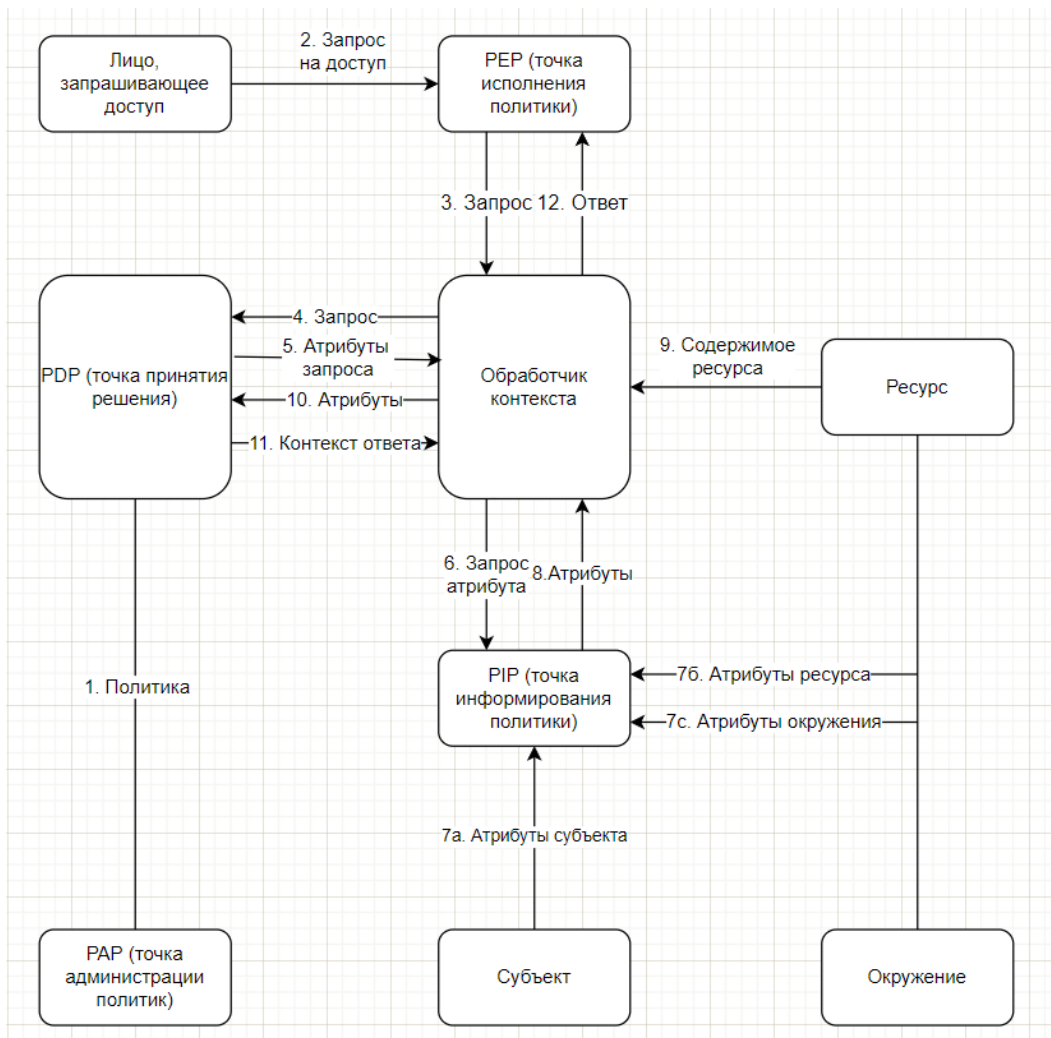 Лицо,
запрашивающее
доступ
2. Запрос
на доступ
PEP (точка
исполнения
политики)
3. Запрос
12. Ответ
PDP (точка принятия
решения)
4. Запрос
5. Атрибуты
запроса
10. Атрибуты
11. Контекст ответа
Обработчик
контекста
9. Содержимое
ресурса
Ресурс
6. Запрос
атрибута
8.Атрибуты
1. Политика
PIP (точка
информирования
политики)
7б. Атрибуты ресурса
7с. Атрибуты окружения
7а. Атрибуты субъекта
PAP (точка
администрации
политик)
Субъект
Окружение